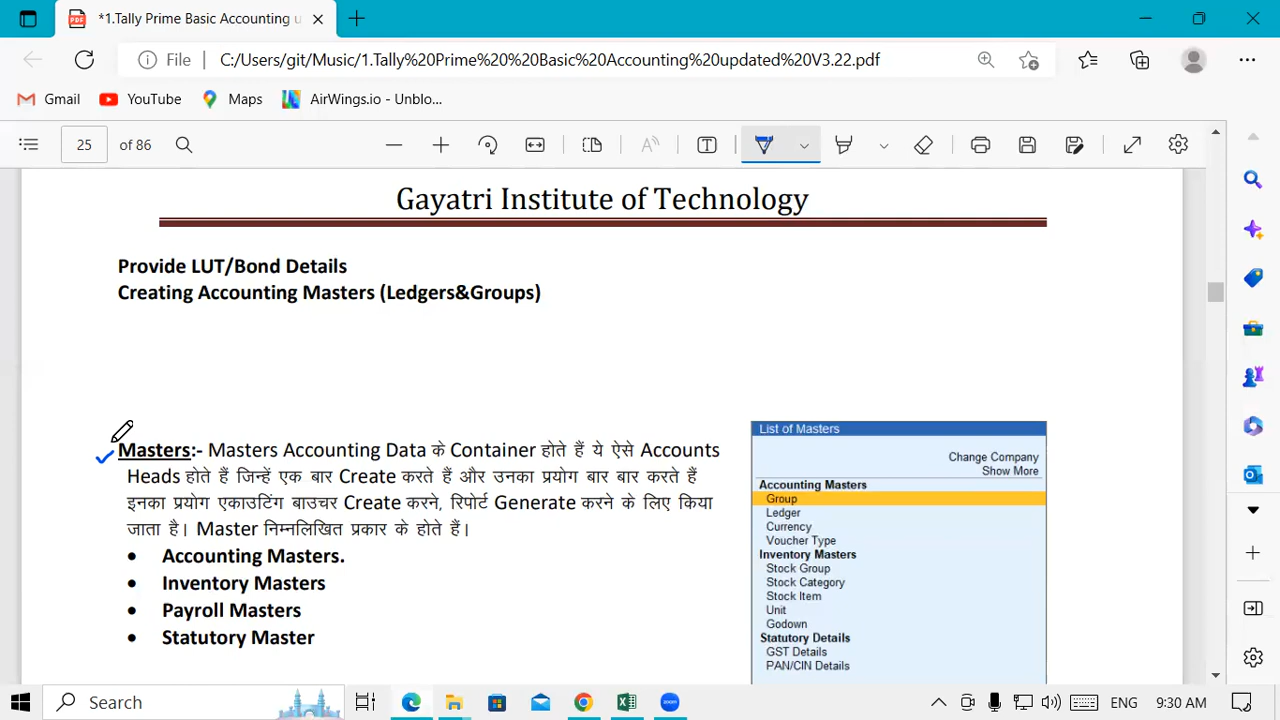 *1.Tally Prime Basic Accounting u
File
C:/Users/git/Music/1.Tally%20Prime%20%20Basic%20Accounting%20updated%20V3.22.pdf
Gmail
YouTube
Maps
AirWings.io - Unblo...
25
of 86
Gayatri Institute of Technology
Provide LUT/Bond Details
Creating Accounting Masters (Ledgers&Groups)
Masters:- Masters Accounting Data के Container होते हैं ये ऐसे Accounts
Heads होते हैं जिन्हें एक बार Create करते हैं और उनका प्रयोग बार बार करते हैं
इनका प्रयोग एकाउटिंग बाउचर Create करने, रिपोर्ट Generate करने के लिए किया
जाता है। Master निम्नलिखित प्रकार के होते हैं।
• Accounting Masters.
• Inventory Masters
• Payroll Masters
• Statutory Master
List of Masters
Change Company
Show More
Accounting Masters
Group
Ledger
Currency
Voucher Type
Inventory Masters
Stock Group
Stock Category
Stock Item
Unit
Godown
Statutory Details
GST Details
PAN/CIN Details
Search
ENG
9:30 AM